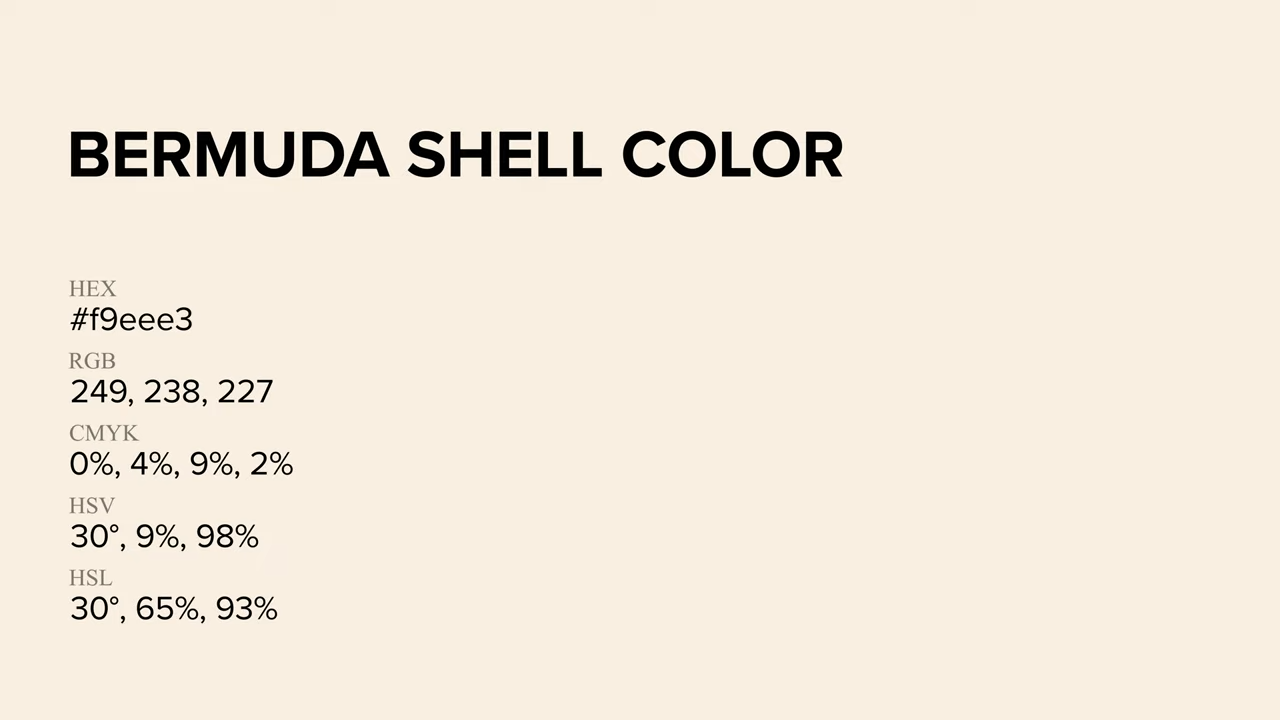 BERMUDA SHELL COLOR
HEX
#f9eee3
RGB
249, 238, 227
CMYK
0%, 4%, 9%, 2%
HSV
30°, 9%, 98%
HSL
30°, 65%, 93%